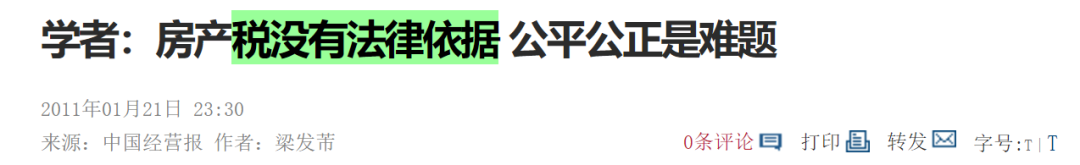 学者：房产税没有法律依据 公平公正是难题
2011年01月21日 23:30
来源：中国经营报 作者：梁发芾 0条评论 打印 转发 字号:T|T